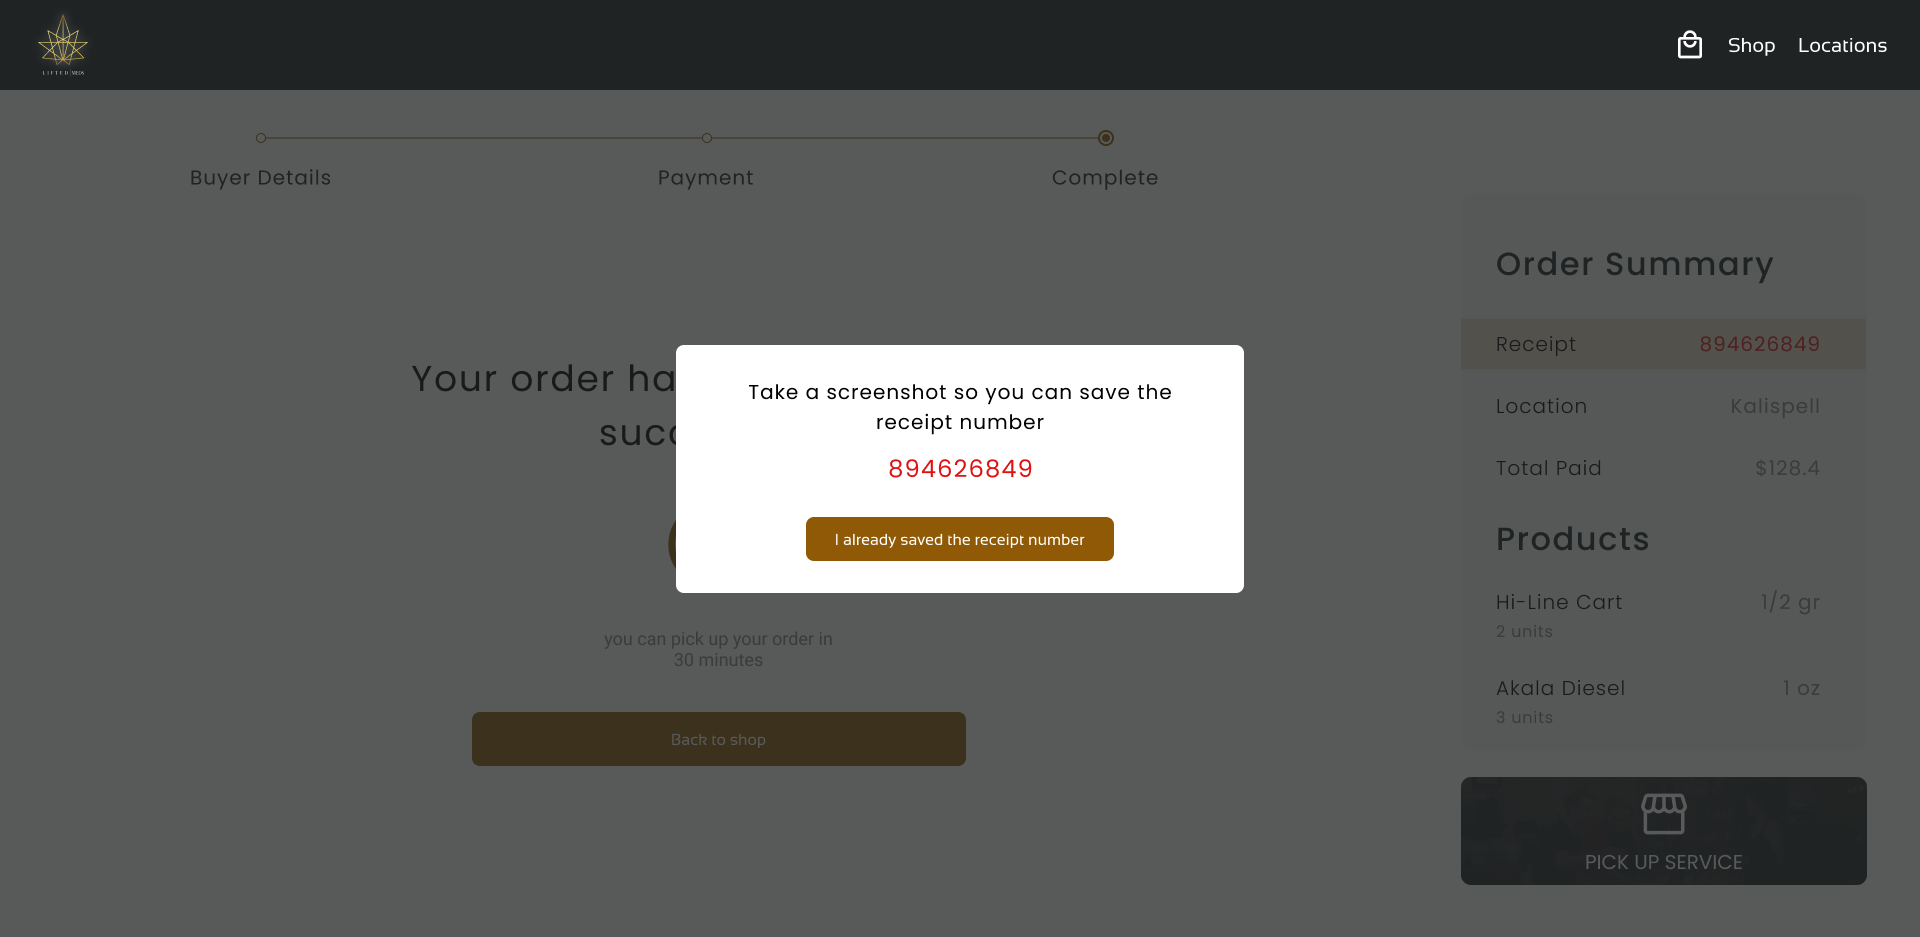 LIFTED MEDS
Shop
Locations
Buyer Details
Payment
Complete
Your order ha
succ
Take a screenshot so you can save the
receipt number
894626849
I already saved the receipt number
you can pick up your order in
30 minutes
Back to shop
Order Summary
Receipt 894626849
Location Kalispell
Total Paid $128.4
Products
Hi-Line Cart 1/2 gr
2 units
Akala Diesel 1 oz
3 units
PICK UP SERVICE